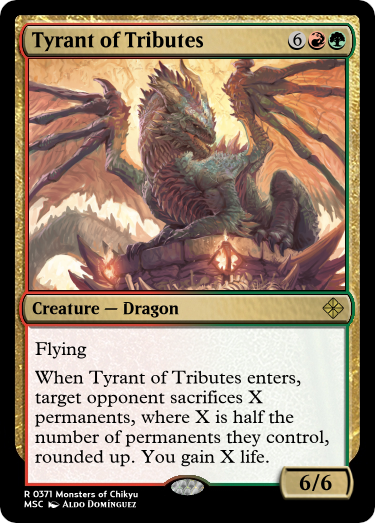 Tyrant of Tributes 6
Creature — Dragon
Flying
When Tyrant of Tributes enters,
target opponent sacrifices X
permanents, where X is half the
number of permanents they control,
rounded up. You gain X life.
6/6
R 0371 Monsters of Chikyu
MSC Aldo Domínguez